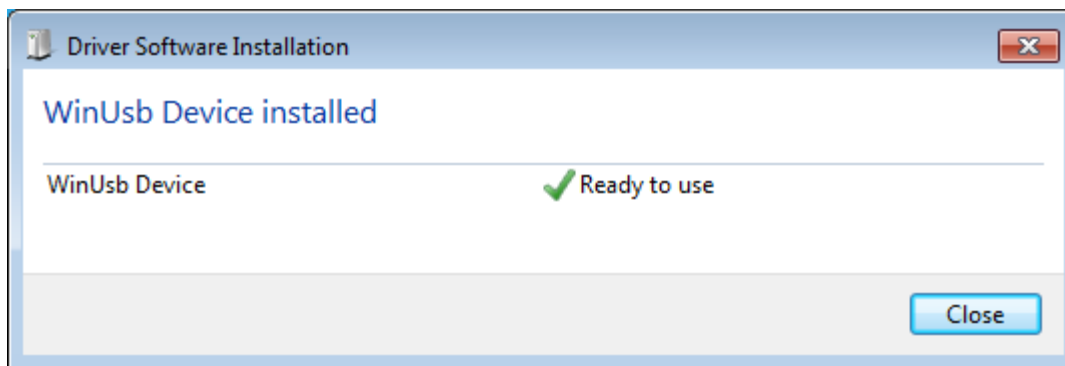 Driver Software Installation
WinUsb Device installed
WinUsb Device Ready to use
Close